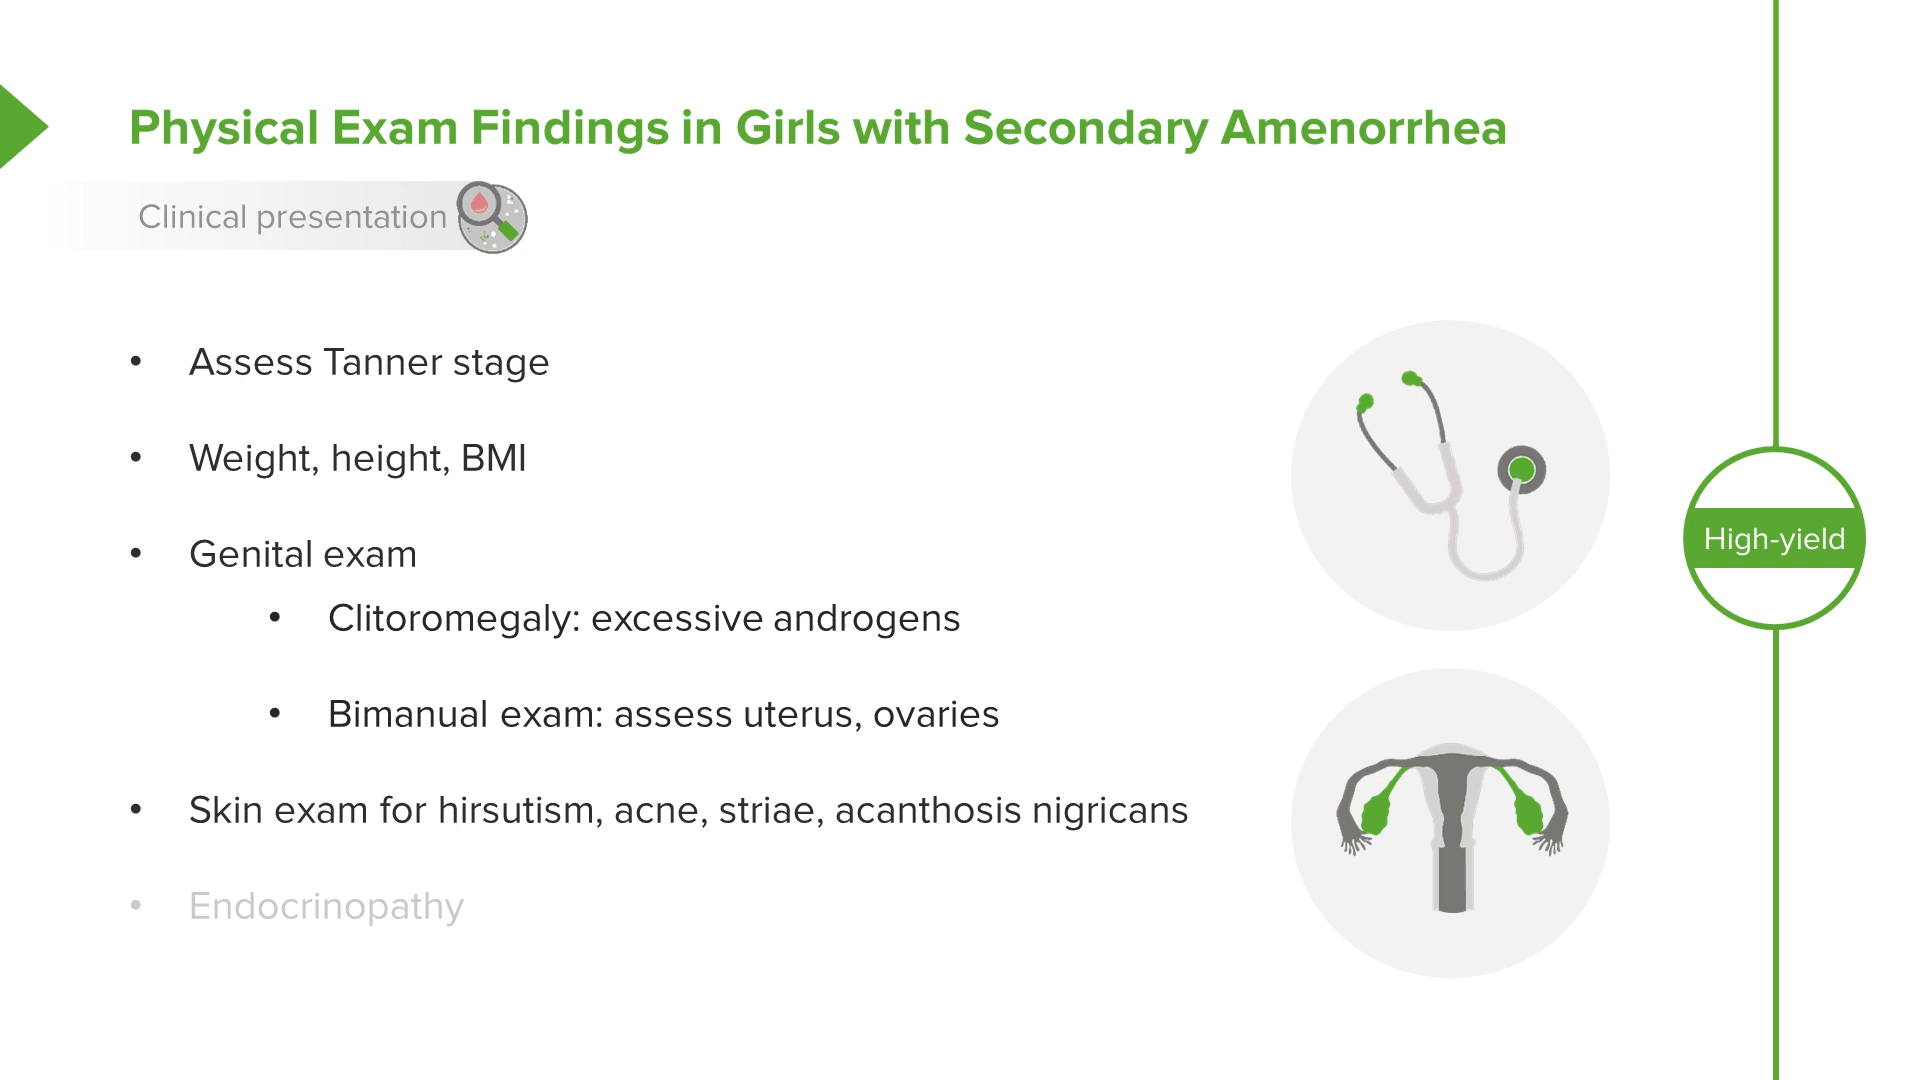 Physical Exam Findings in Girls with Secondary Amenorrhea
Clinical presentation
• Assess Tanner stage
• Weight, height, BMI
• Genital exam
• Clitoromegaly: excessive androgens
• Bimanual exam: assess uterus, ovaries
• Skin exam for hirsutism, acne, striae, acanthosis nigricans
• Endocrinopathy
High-yield